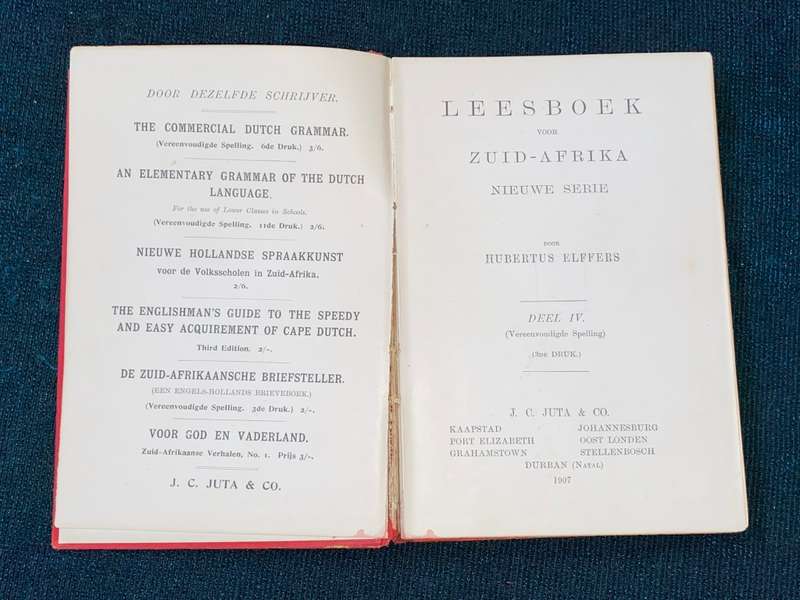 DOOR DEZELFDE SCHRIJVER.
THE COMMERCIAL DUTCH GRAMMAR.
(Vereenvoudigde Spelling. 6de Druk.) 3/6.
AN ELEMENTARY GRAMMAR OF THE DUTCH
LANGUAGE.
For the use of Lower Classes in Schools.
(Vereenvoudigde Spelling. 11de Druk.) 2/6.
NIEUWE HOLLANDSE SPRAAKKUNST
voor de Volksscholen in Zuid-Afrika.
2/6.
THE ENGLISHMAN'S GUIDE TO THE SPEEDY
AND EASY ACQUIREMENT OF CAPE DUTCH.
Third Edition. 2/-.
DE ZUID-AFRIKAANSCHE BRIEFSTELLER.
(EEN ENGELS-HOLLANDS BRIEVEBOEK.)
(Vereenvoudigde Spelling. 3de Druk.) 2/-.
VOOR GOD EN VADERLAND.
Zuid-Afrikaanse Verhalen, No. 1. Prijs 3/-.
J. C. JUTA & CO.
LEESBOEK
VOOR
ZUID-AFRIKA
NIEUWE SERIE
DOOR
HUBERTUS ELFFERS
DEEL IV.
(Vereenvoudigde Spelling)
(3DE DRUK.)
J. C. JUTA & CO.
KAAPSTAD JOHANNESBURG
PORT ELIZABETH OOST LONDEN
GRAHAMSTOWN STELLENBOSCH
DURBAN (NATAL)
1907